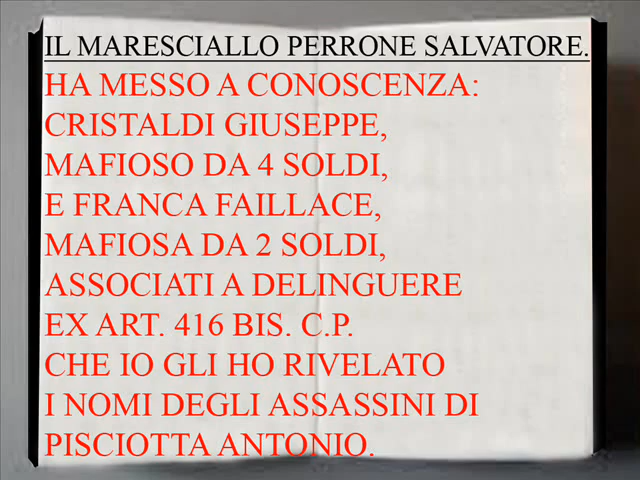 IL MARESCIALLO PERRONE SALVATORE.
HA MESSO A CONOSCENZA:
CRISTALDI GIUSEPPE,
MAFIOSO DA 4 SOLDI,
E FRANCA FAILLACE,
MAFIOSA DA 2 SOLDI,
ASSOCIATI A DELINGUERE
EX ART. 416 BIS. C.P.
CHE IO GLI HO RIVELATO
I NOMI DEGLI ASSASSINI DI
PISCIOTTA ANTONIO.